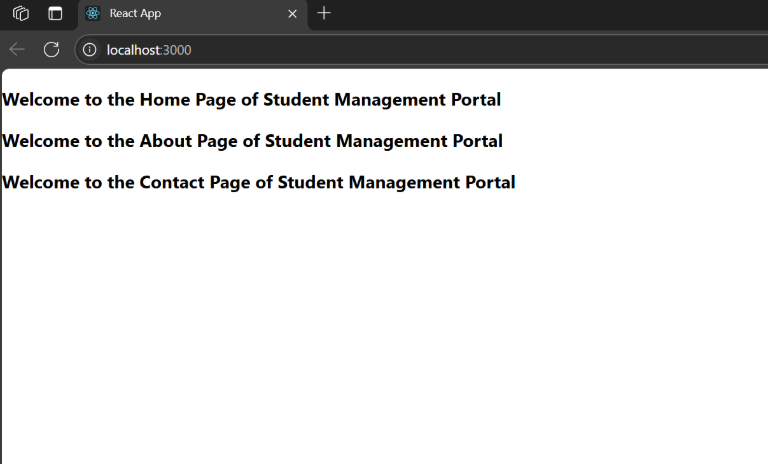 React App
localhost:3000
Welcome to the Home Page of Student Management Portal
Welcome to the About Page of Student Management Portal
Welcome to the Contact Page of Student Management Portal